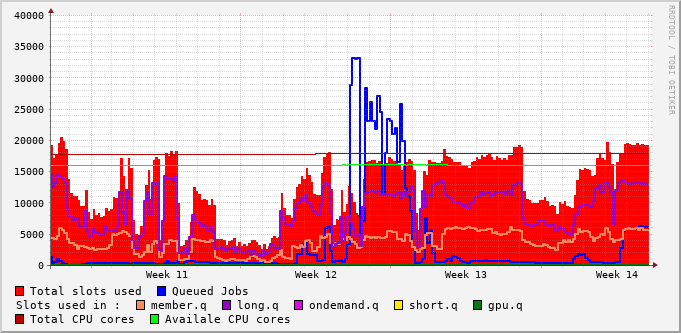 40000
35000
30000
25000
20000
15000
10000
5000
0
Week 11 Week 12 Week 13 Week 14
Total slots used Queued Jobs
Slots used in : member.q long.q ondemand.q short.q gpu.q
Total CPU cores Availale CPU cores
RRDTOOL / TOBI OETIKER